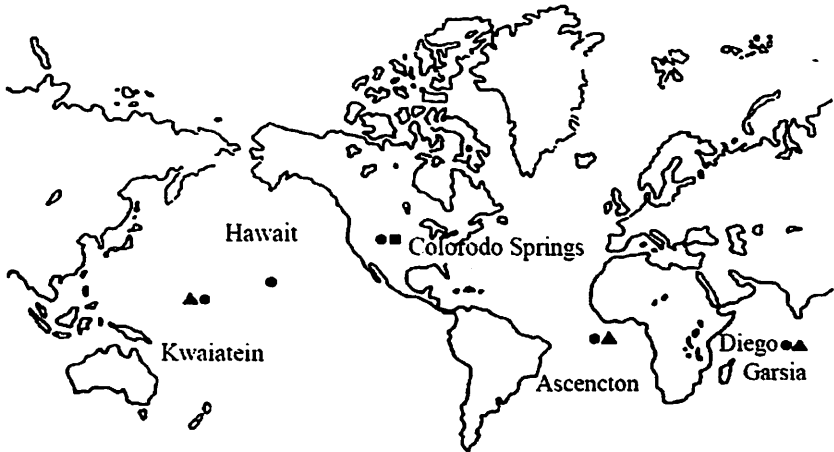 Hawait
Colorodo Springs
Kwaiatein
Diego
Garsia
Ascencton